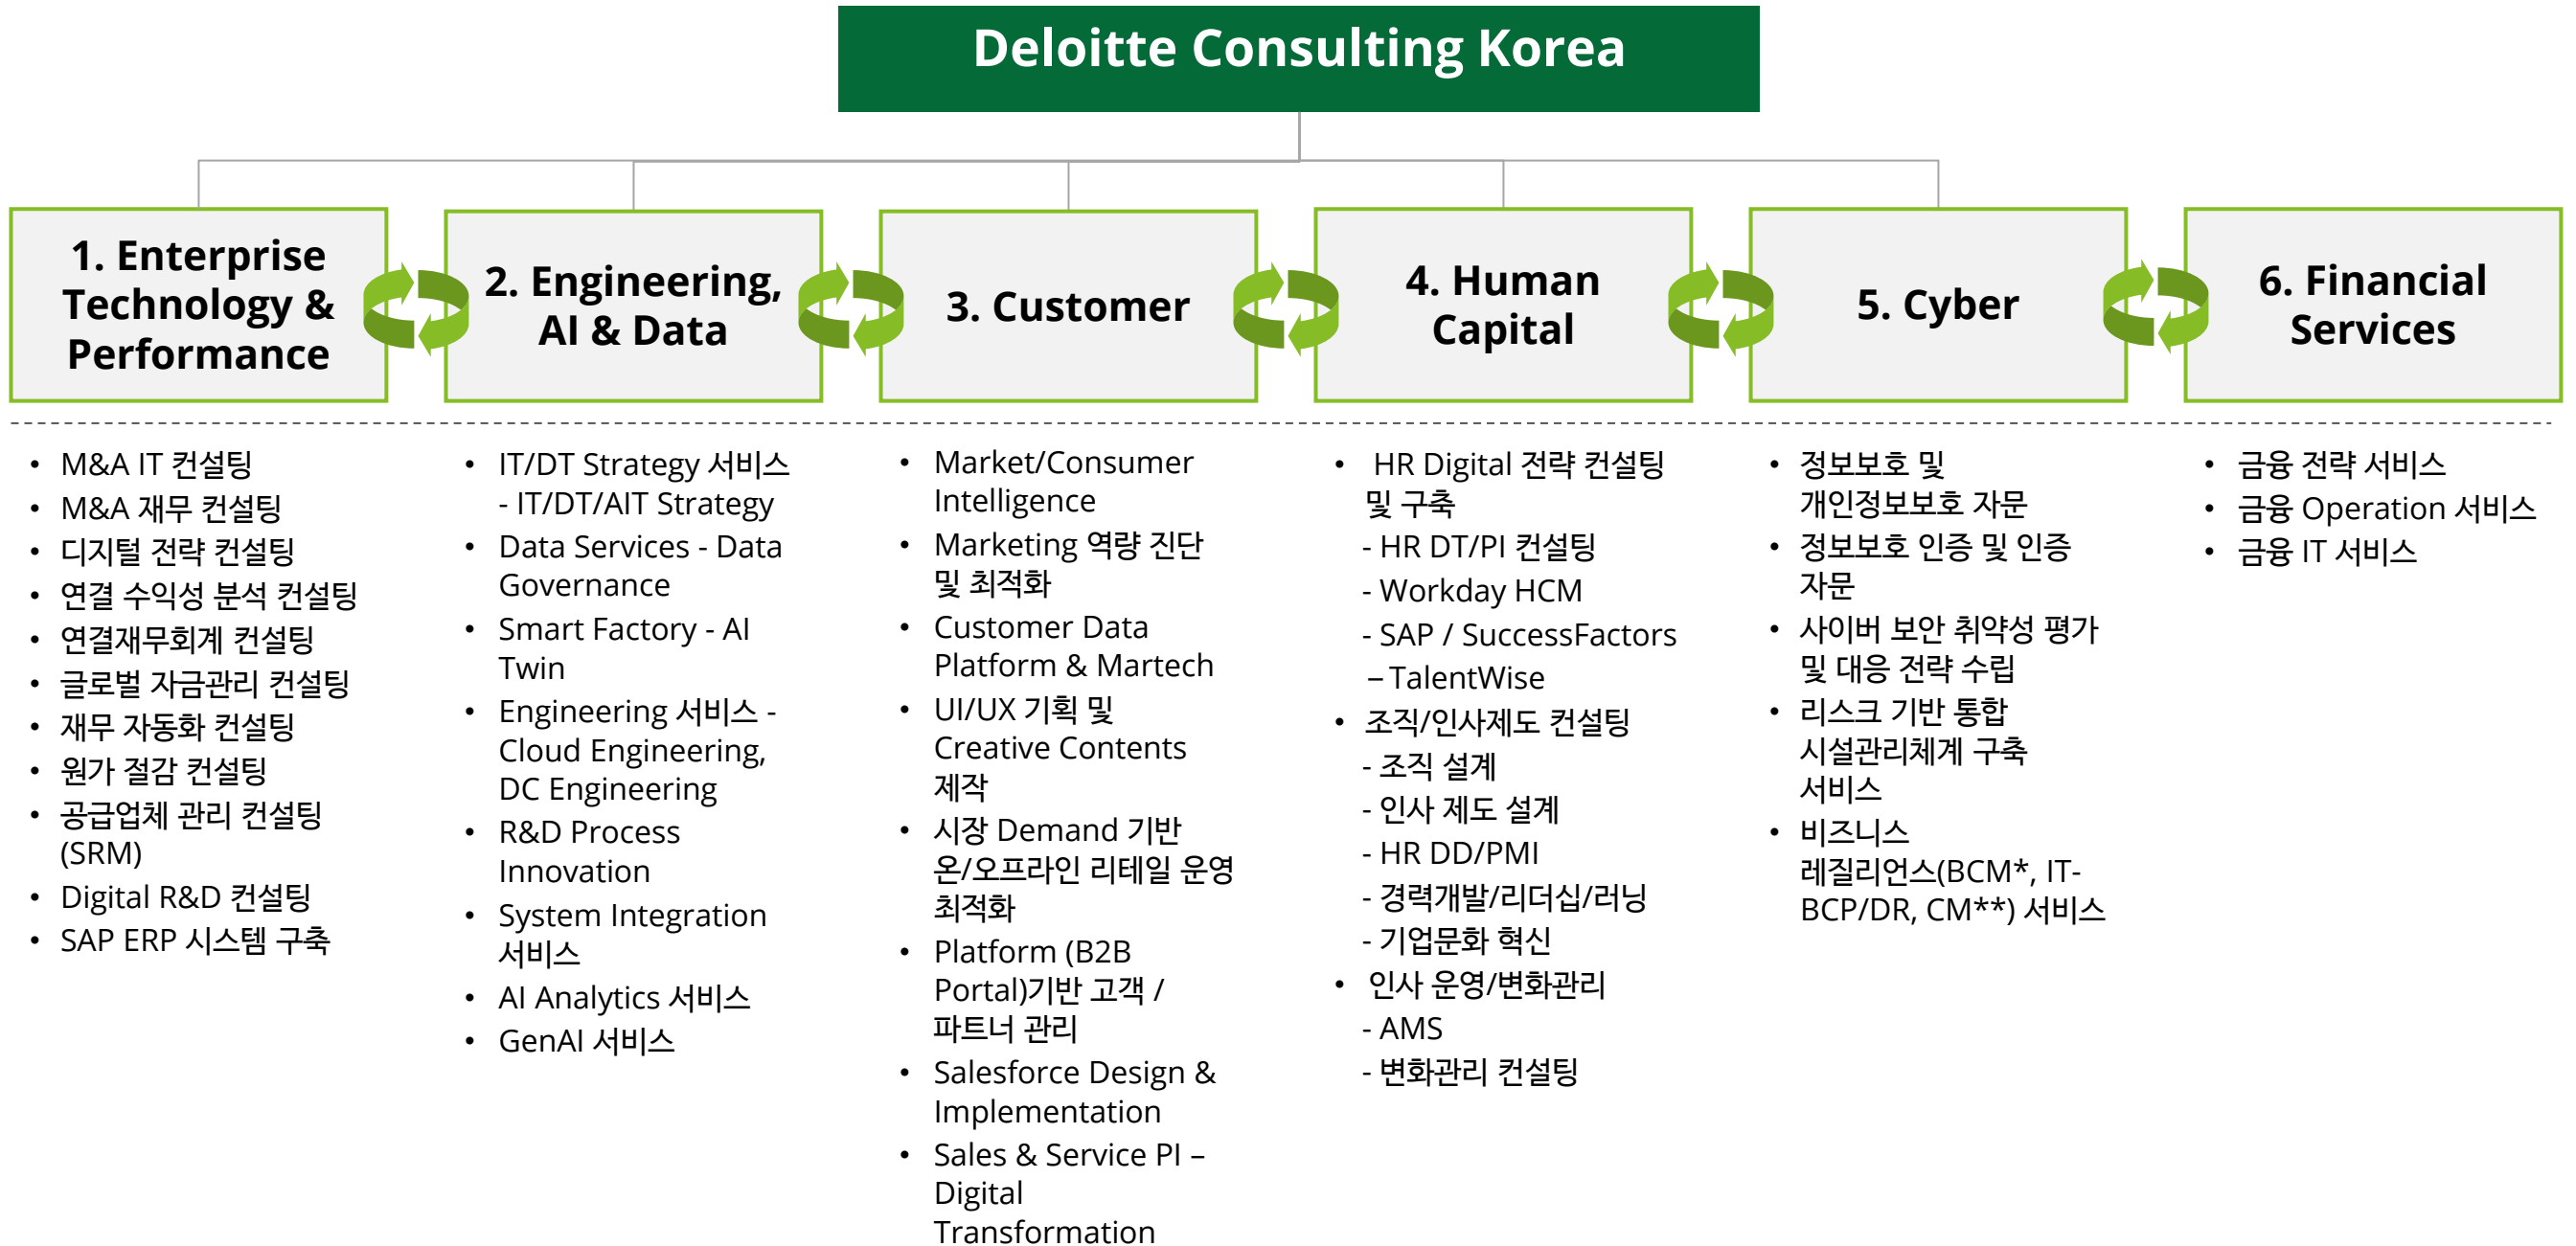 Deloitte Consulting Korea
1. Enterprise
Technology &
Performance
2. Engineering,
AI & Data
3. Customer
4. Human
Capital
5. Cyber
6. Financial
Services
• M&A IT 컨설팅
• M&A 재무 컨설팅
• 디지털 전략 컨설팅
• 연결 수익성 분석 컨설팅
• 연결재무회계 컨설팅
• 글로벌 자금관리 컨설팅
• 재무 자동화 컨설팅
• 원가 절감 컨설팅
• 공급업체 관리 컨설팅
(SRM)
• Digital R&D 컨설팅
• SAP ERP 시스템 구축
• IT/DT Strategy 서비스
- IT/DT/AIT Strategy
• Data Services - Data
Governance
• Smart Factory - AI
Twin
• Engineering 서비스 -
Cloud Engineering,
DC Engineering
• R&D Process
Innovation
• System Integration
서비스
• AI Analytics 서비스
• GenAI 서비스
• Market/Consumer
Intelligence
• Marketing 역량 진단
및 최적화
• Customer Data
Platform & Martech
• UI/UX 기획 및
Creative Contents
제작
• 시장 Demand 기반
온/오프라인 리테일 운영
최적화
• Platform (B2B
Portal)기반 고객 /
파트너 관리
• Salesforce Design &
Implementation
• Sales & Service PI –
Digital
Transformation
• HR Digital 전략 컨설팅
및 구축
- HR DT/PI 컨설팅
- Workday HCM
- SAP / SuccessFactors
– TalentWise
• 조직/인사제도 컨설팅
- 조직 설계
- 인사 제도 설계
- HR DD/PMI
- 경력개발/리더십/러닝
- 기업문화 혁신
• 인사 운영/변화관리
- AMS
- 변화관리 컨설팅
• 정보보호 및
개인정보보호 자문
• 정보보호 인증 및 인증
자문
• 사이버 보안 취약성 평가
및 대응 전략 수립
• 리스크 기반 통합
시설관리체계 구축
서비스
• 비즈니스
레질리언스(BCM*, IT-
BCP/DR, CM**) 서비스
• 금융 전략 서비스
• 금융 Operation 서비스
• 금융 IT 서비스